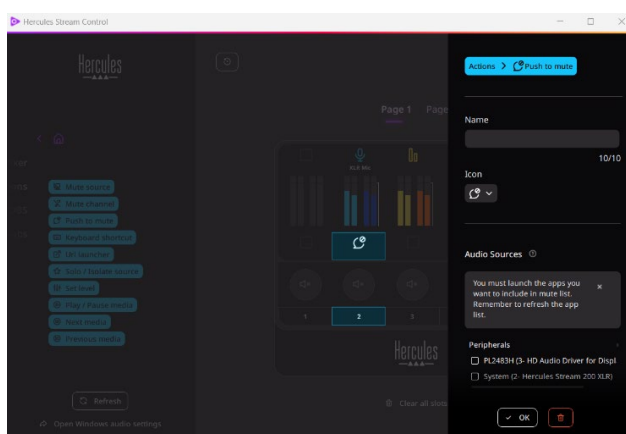 Hercules Stream Control
Hercules
Page 1 Page
Mute source
Mute channel
Push to mute
Keyboard shortcut
Url launcher
Solo / Isolate source
Set level
Play / Pause media
Next media
Previous media
Refresh
Open Windows audio settings
XLR Mix
1 2 3
Hercules
Clear all slots
Actions > Push to mute
Name
10/10
Icon
Audio Sources
You must launch the apps you
want to include in mute list.
Remember to refresh the app
list.
Peripherals
PL2483H (3- HD Audio Driver for Displ
System (2- Hercules Stream 200 XLR)
OK